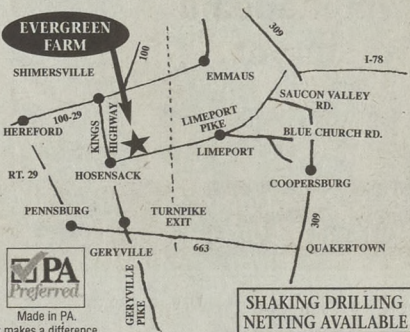 EVERGREEN
FARM
309
100
I-78
SHIMERSVILLE
EMMAUS
SAUCON VALLEY
RD.
100-29
KINGS
HIGHWAY
LIMEPORT
PIKE
HEREFORD
BLUE CHURCH RD.
LIMEPORT
RT. 29
HOSENSACK
COOPERSBURG
PENNSBURG
TURNPIKE
EXIT
309
GERYVILLE
663
QUAKERTOWN
PA
Preferred
GERYVILLE
PIKE
Made in PA.
makes a difference
SHAKING DRILLING
NETTING AVAILABLE